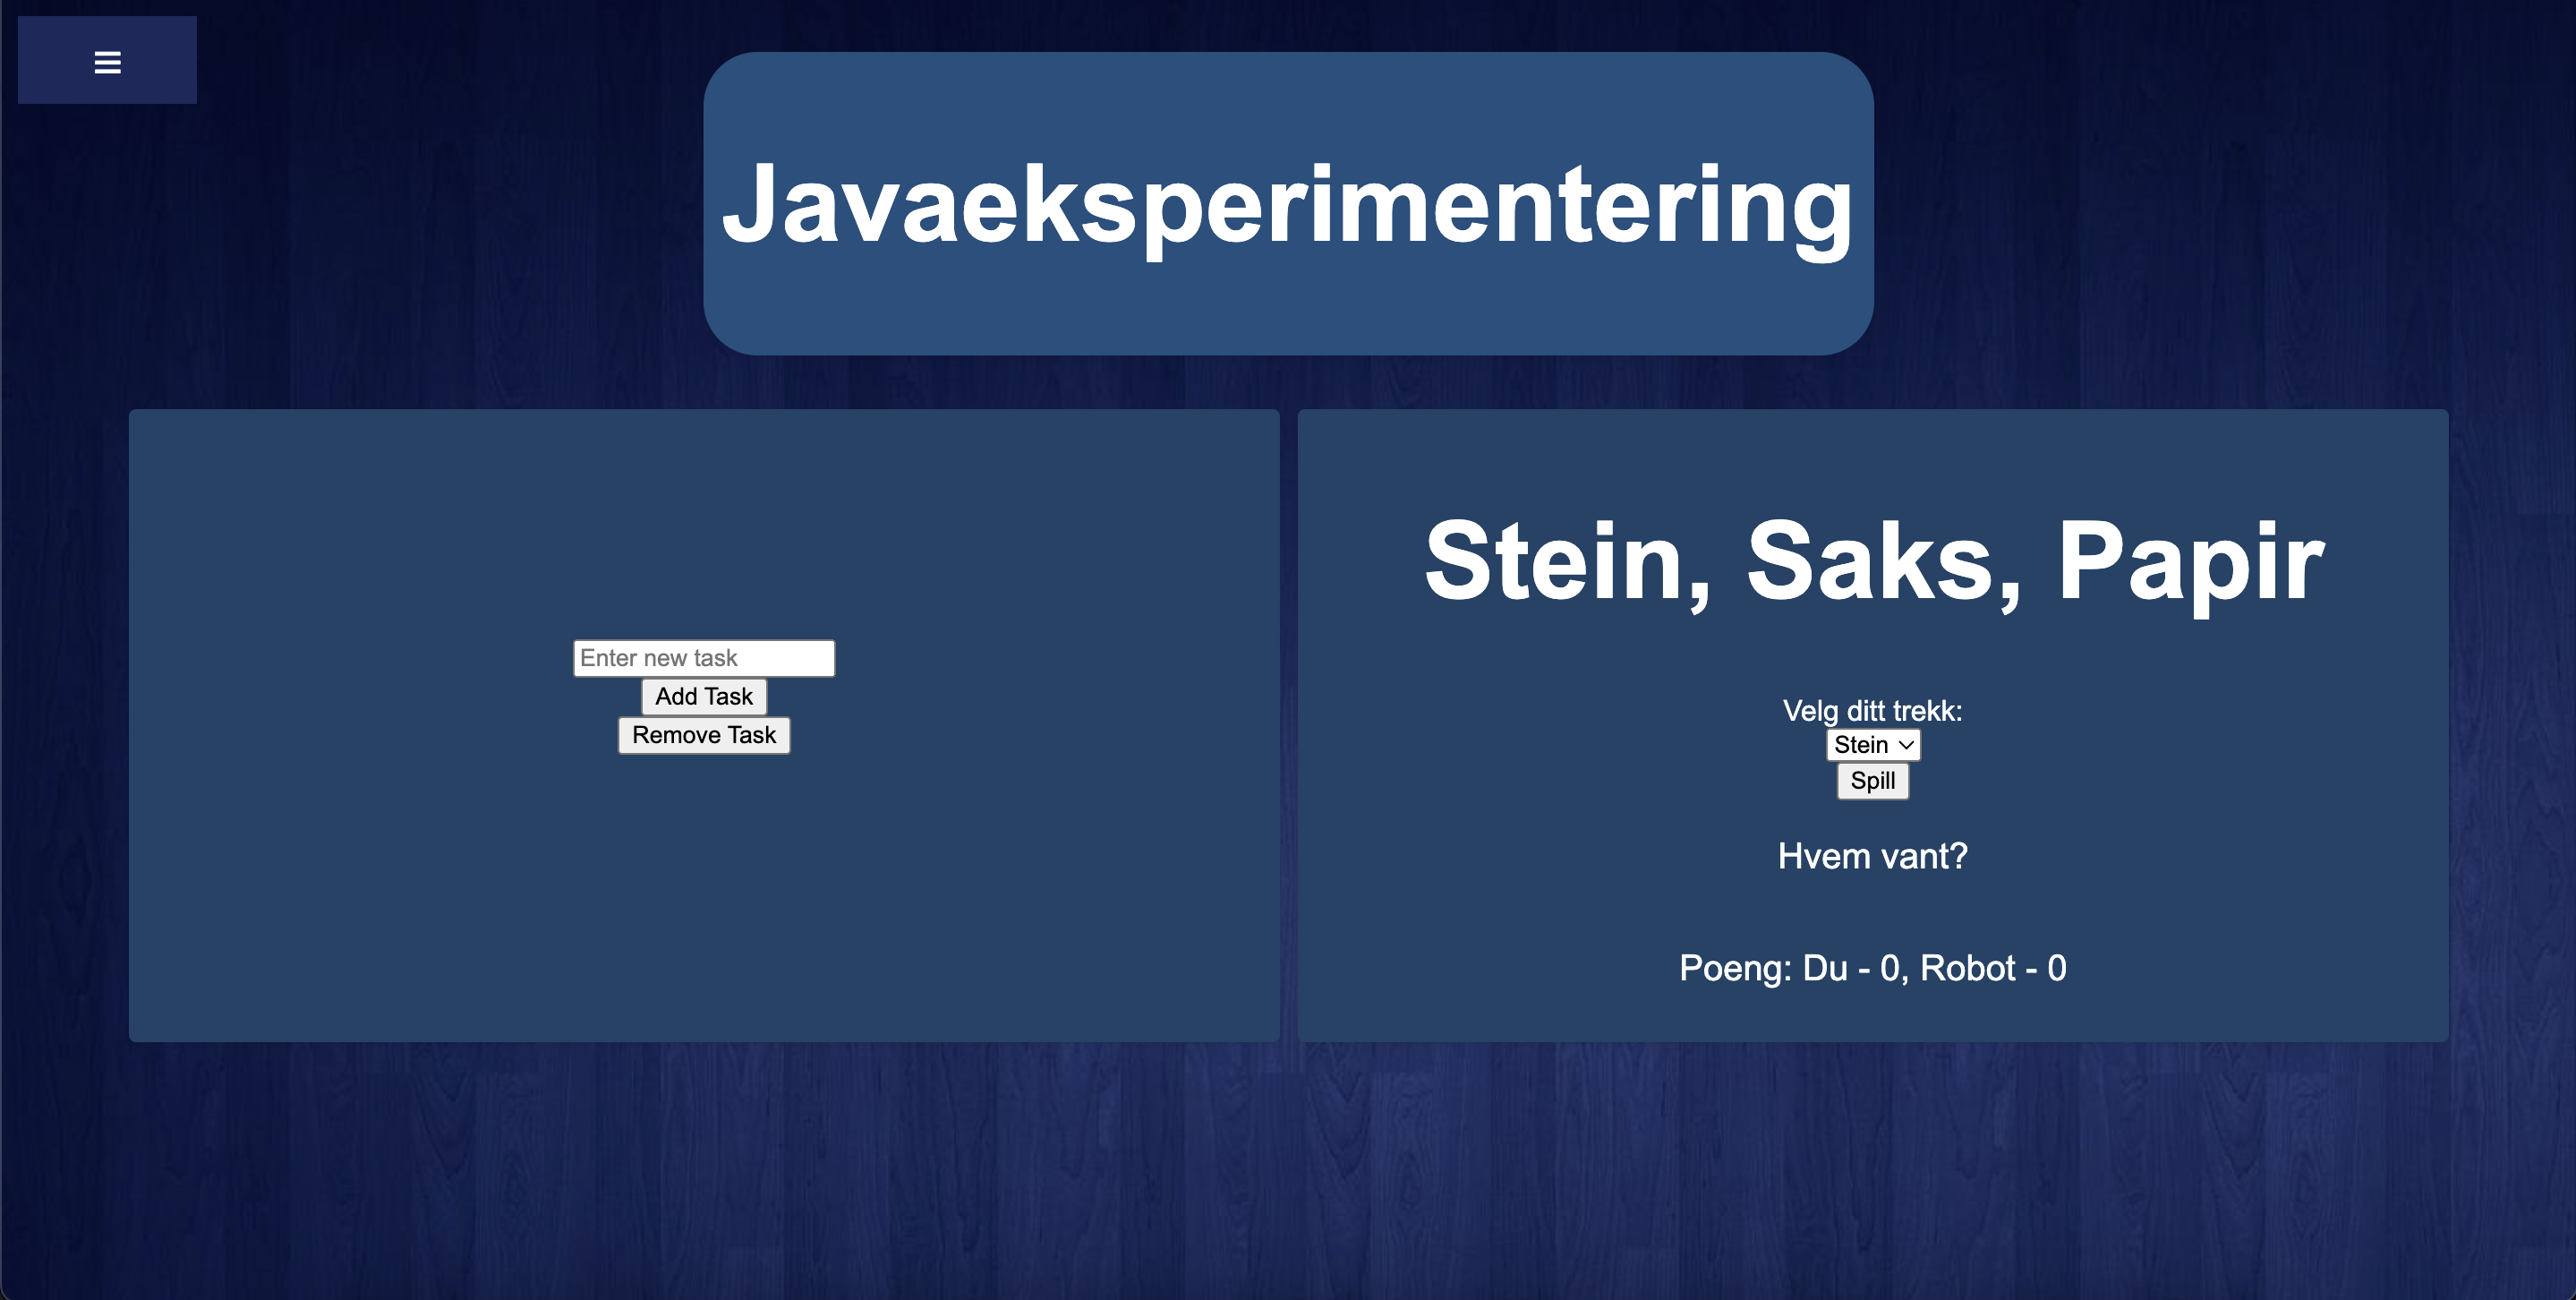 Javaeksperimentering
Enter new task
Add Task
Remove Task
Stein, Saks, Papir
Velg ditt trekk:
Stein
Spill
Hvem vant?
Poeng: Du - 0, Robot - 0